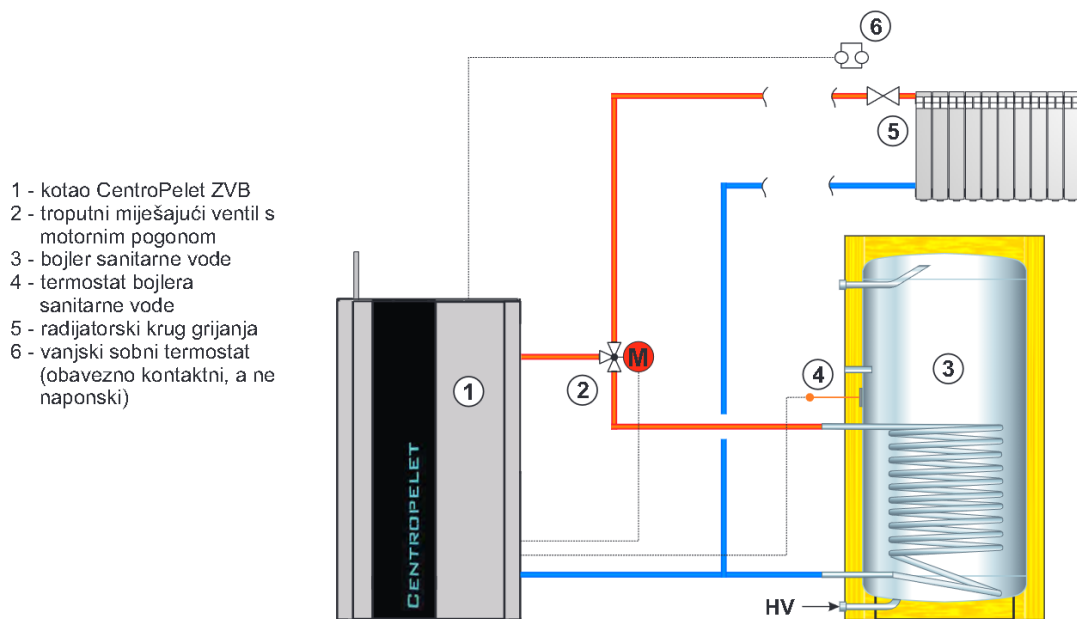 1 - kotao CentroPelet ZVB
2 - troputni miješajući ventil s
motornim pogonom
3 - bojler sanitarne vode
4 - termostat bojlera
sanitarne vode
5 - radijatorski krug grijanja
6 - vanjski sobni termostat
(obavezno kontaktni, a ne
naponski)
6
5
M
2
1
4
3
CENTROPELET
HV